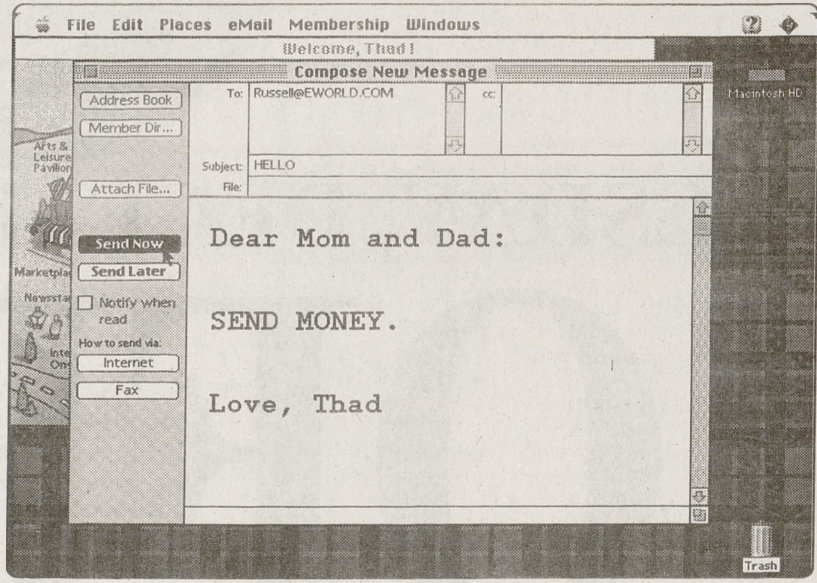 File Edit Places eMail Membership Windows
Welcome, Thad!
Compose New Message
Macintosh HD
Address Book
Member Dir...
To: Russell@EWORLD.COM
cc:
Arts &
Leisure
Pavilion
Subject: HELLO
Attach File...
File:
Send Now
Dear Mom and Dad:
Send Later
Notify when
read
SEND MONEY.
How to send via:
Internet
Fax
Love, Thad
Trash